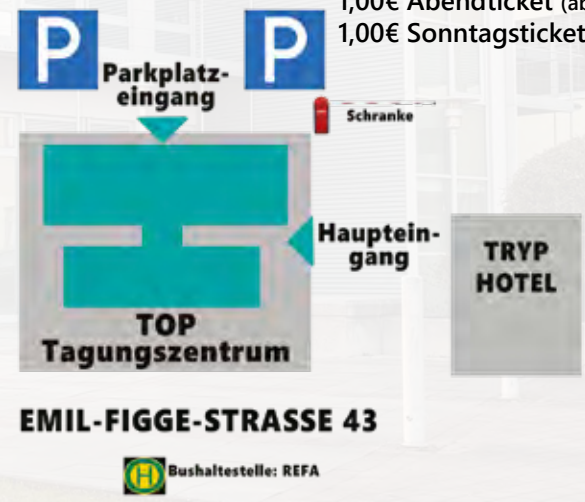 1,00€ Abendticket (ab
1,00€ Sonntagsticket
P
P
Parkplatz-
eingang
Schranke
Hauptein-
gang
TRYP
HOTEL
TOP
Tagungszentrum
EMIL-FIGGE-STRASSE 43
H
Bushaltestelle: REFA